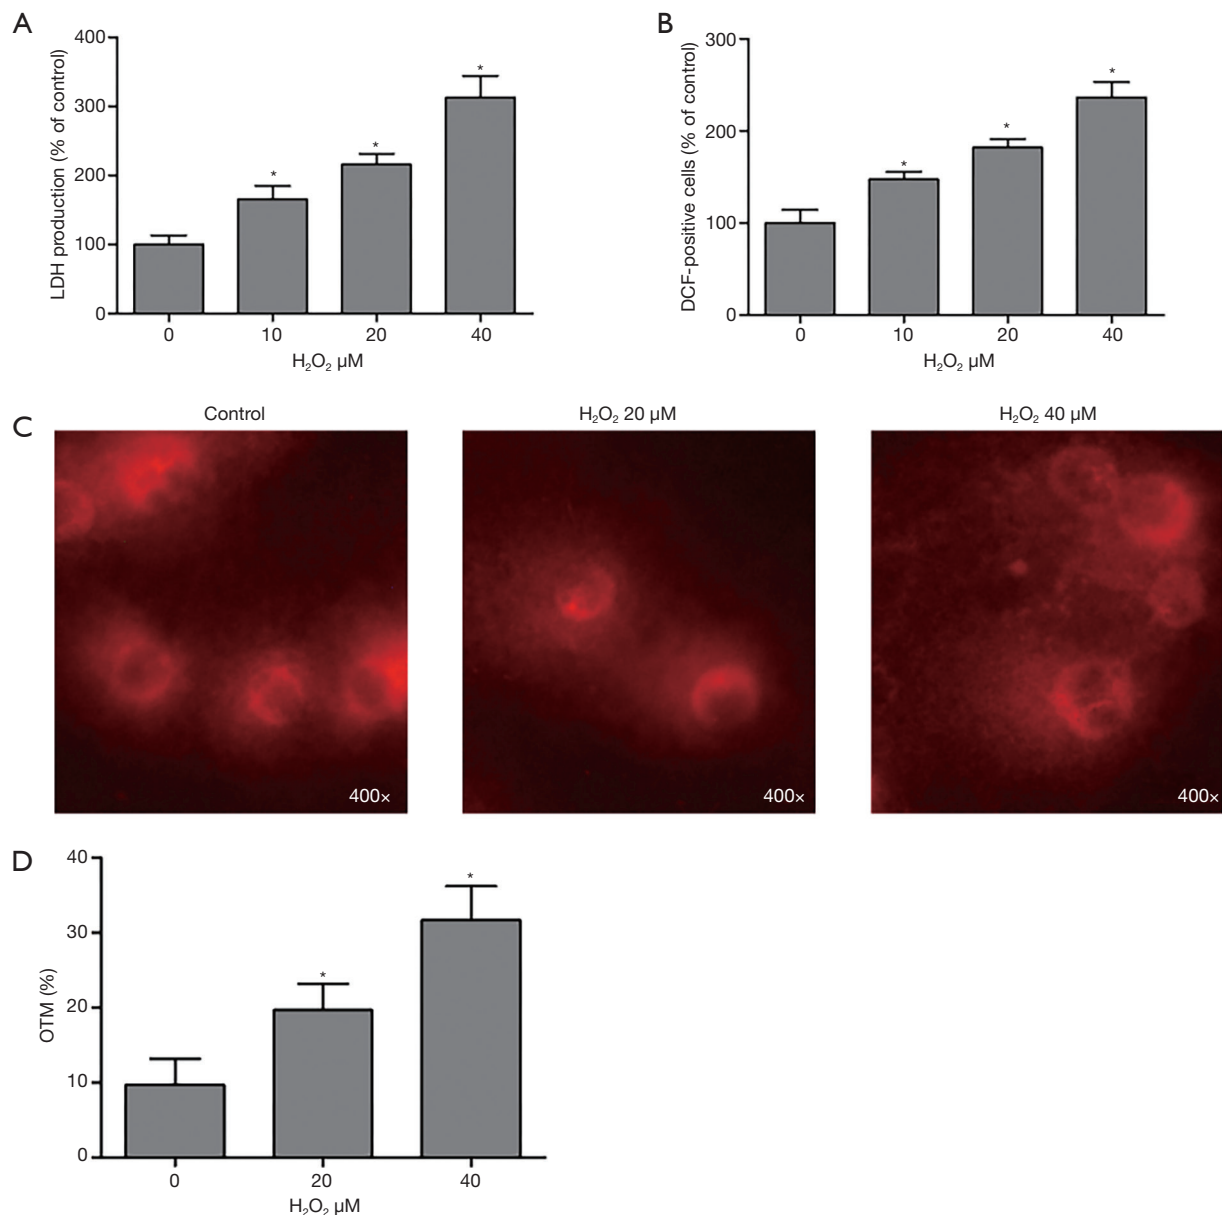 A
LDH production (% of control)
400
300
200
100
0
*
*
*
0 10 20 40
H₂O₂ µM
B
DCF-positive cells (% of control)
300
200
100
0
*
*
*
0 10 20 40
H₂O₂ µM
C
Control
H₂O₂ 20 µM
H₂O₂ 40 µM
400×
400×
400×
D
OTM (%)
40
30
20
10
0
*
*
0 20 40
H₂O₂ µM